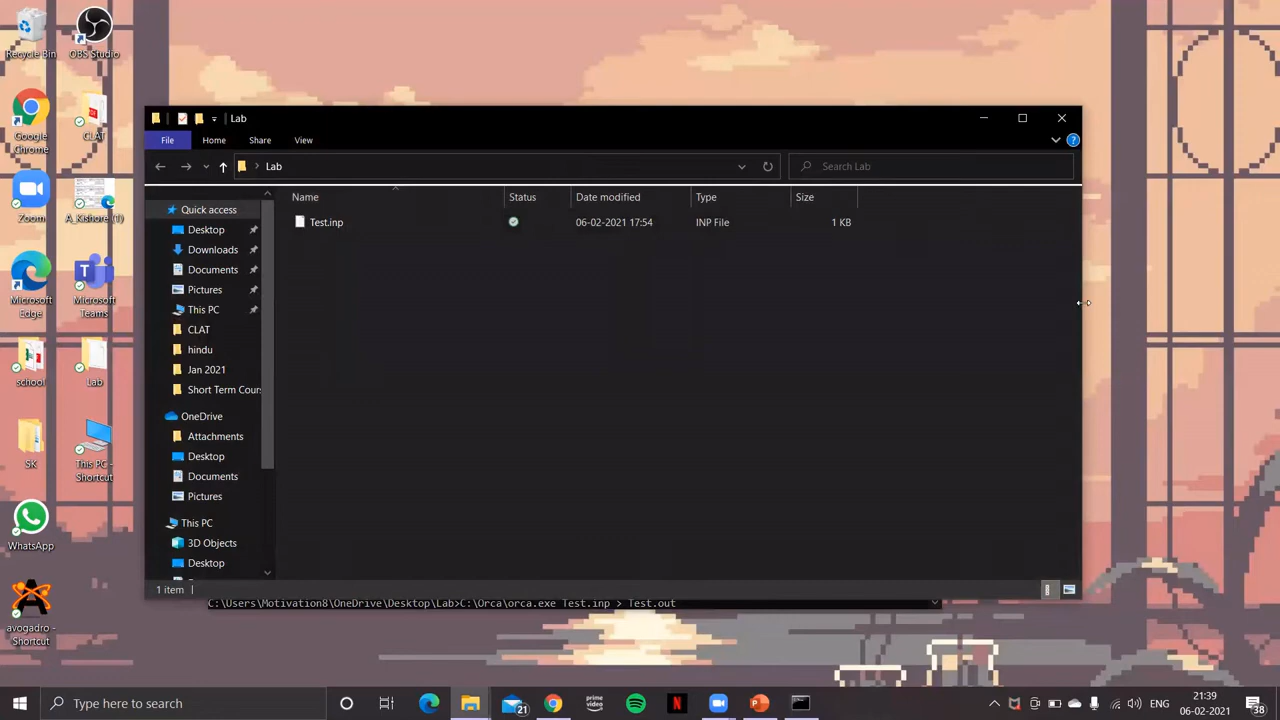 Recycle Bin
OBS Studio
Google Chrome
CLAT
Zoom
A_Kishore (1)
Microsoft Edge
Microsoft Teams
school
Lab
SK
This PC - Shortcut
WhatsApp
avogadro - Shortcut
Lab
File Home Share View
Lab
Search Lab
Name Status Date modified Type Size
Test.inp 06-02-2021 17:54 INP File 1 KB
Quick access
Desktop
Downloads
Documents
Pictures
This PC
CLAT
hindu
Jan 2021
Short Term Cour
OneDrive
Attachments
Desktop
Documents
Pictures
This PC
3D Objects
Desktop
1 item
C:\Users\Motivation8\OneDrive\Desktop\Lab>C:\Orca\orca.exe Test.inp > Test.out
Type here to search
21
prime video
ENG
21:39
06-02-2021
38